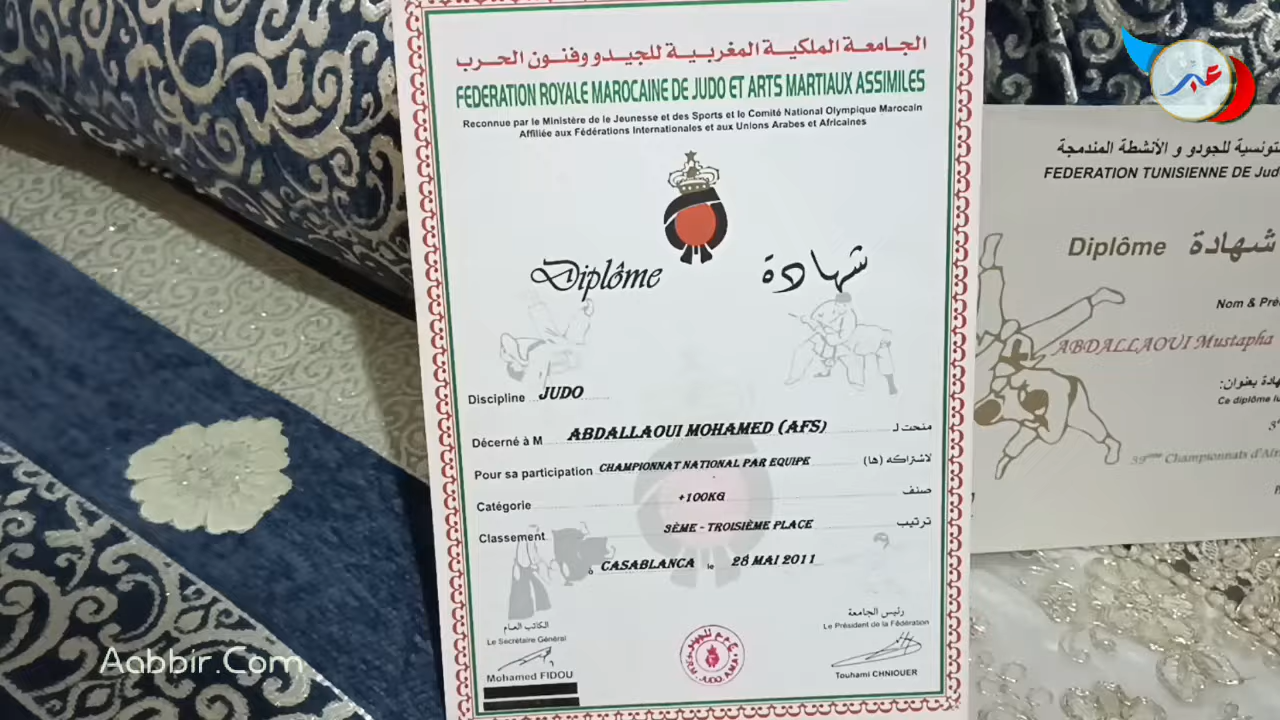 الجامعة الملكية المغربية للجيدو وفنون الحرب
FEDERATION ROYALE MAROCAINE DE JUDO ET ARTS MARTIAUX ASSIMILES
Reconnue par le Ministère de la Jeunesse et des Sports et le Comité National Olympique Marocain
Affiliée aux Fédérations Internationales et aux Unions Arabes et Africaines
Diplôme شهادة
Discipline JUDO
Décerné à M ABDALLAOUI MOHAMED (AFS) منحت لـ
Pour sa participation CHAMPIONNAT NATIONAL PAR EQUIPE لاشتراكه (ها)
Catégorie +100KG صنف
Classement 3ÈME - TROISIÈME PLACE ترتيب
à CASABLANCA le 28 MAI 2011
الكاتب العام
Le Secrétaire Général
Mohamed FIDOU
رئيس الجامعة
Le Président de la Fédération
Touhami CHNIOUER
التونسية للجودو و الأنشطة المندمجة
FEDERATION TUNISIENNE DE Jud
Diplôme شهادة
Nom & Pré
ABDALLAOUI Mustapha
بعنوان:
Ce diplôme
39ème Championnats d'Afri
عبّر
Aabbir.Com